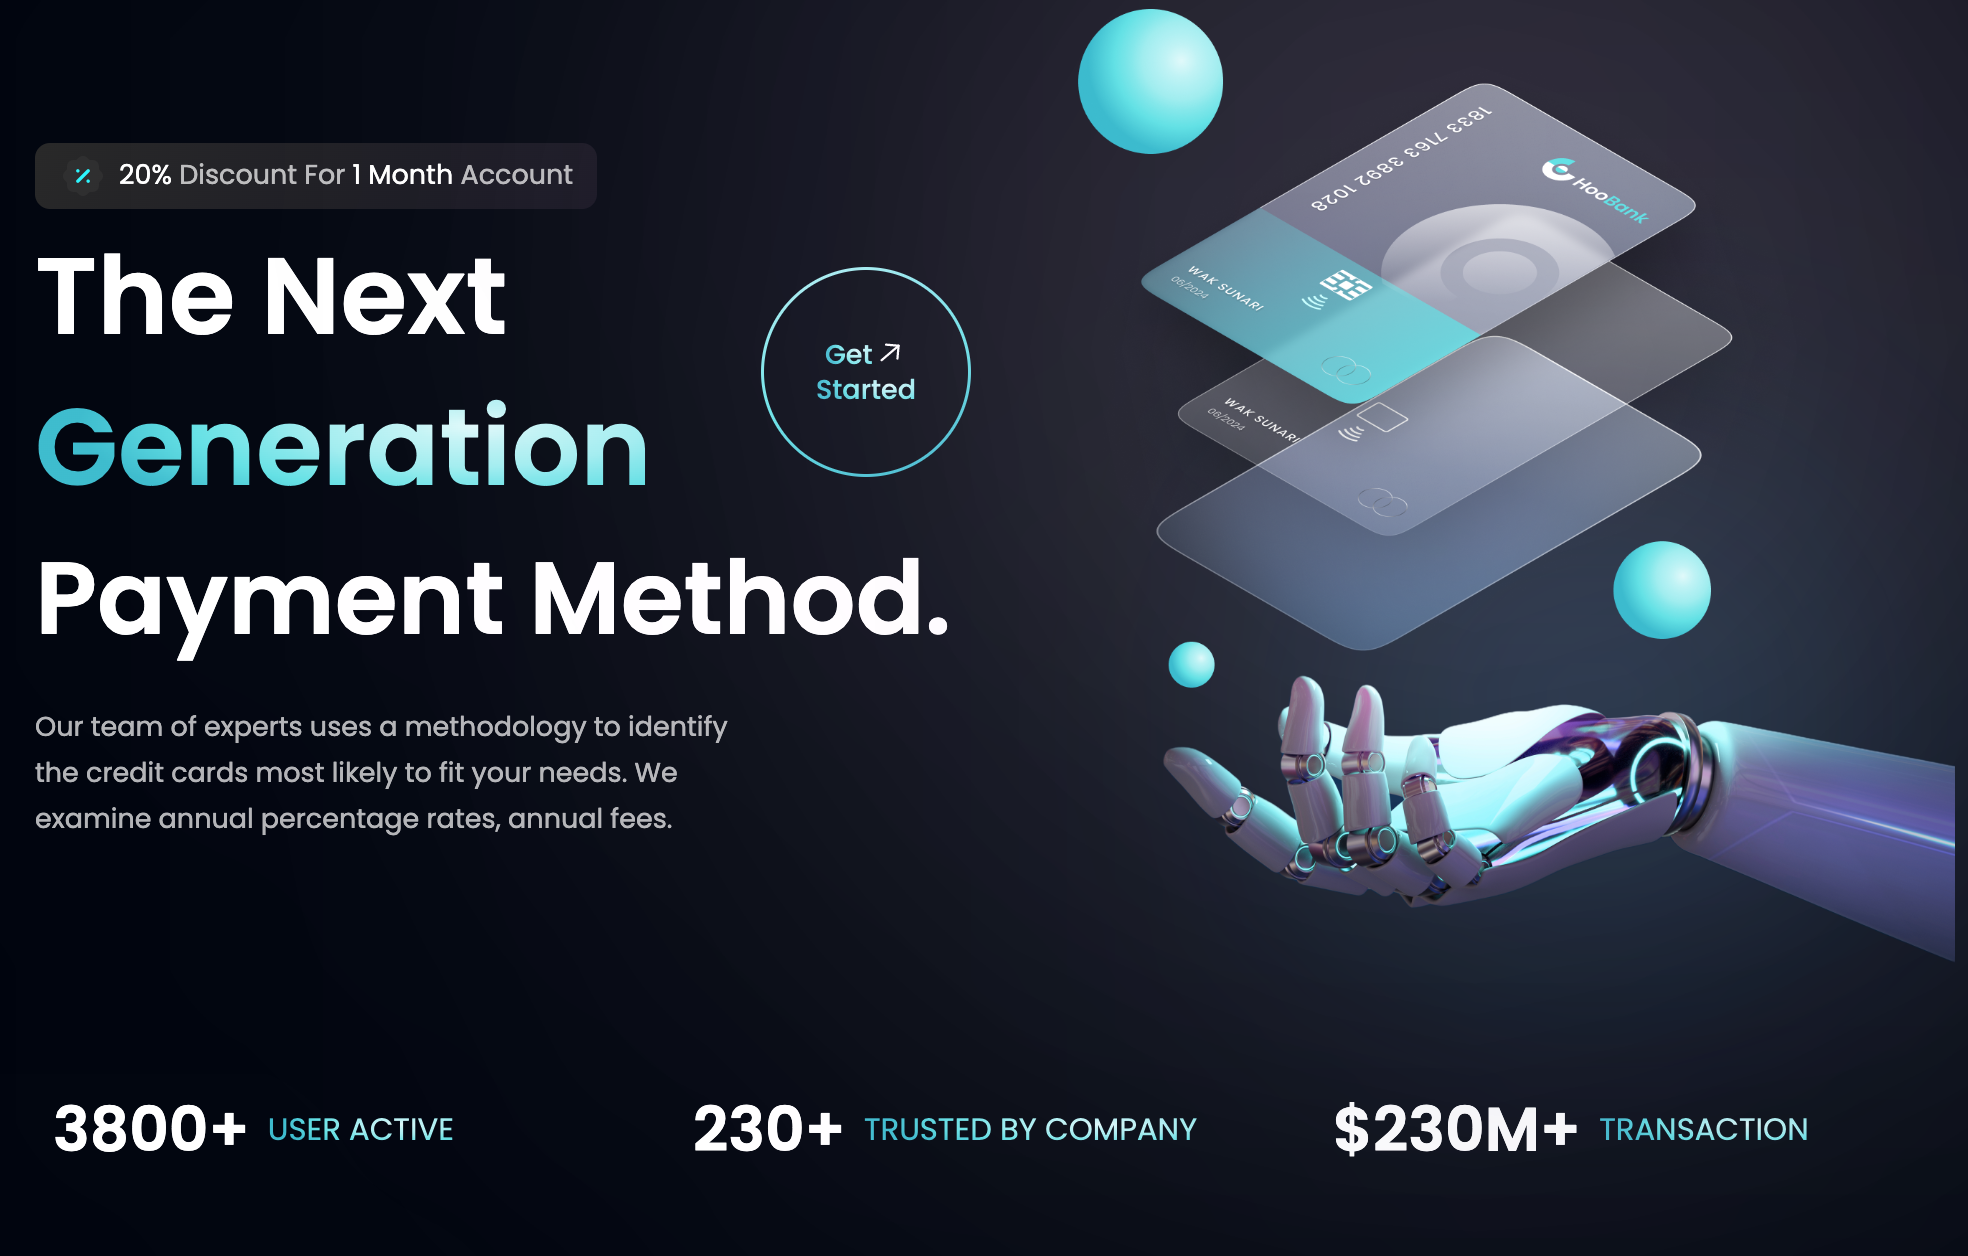 20% Discount For 1 Month Account
The Next
Generation
Payment Method.
Get
Started
Our team of experts uses a methodology to identify
the credit cards most likely to fit your needs. We
examine annual percentage rates, annual fees.
1833 7163 3892 1028
HooBank
WAK SUNARI
06/2024
WAK SUNARI
06/2024
3800+ USER ACTIVE
230+ TRUSTED BY COMPANY
$230M+ TRANSACTION